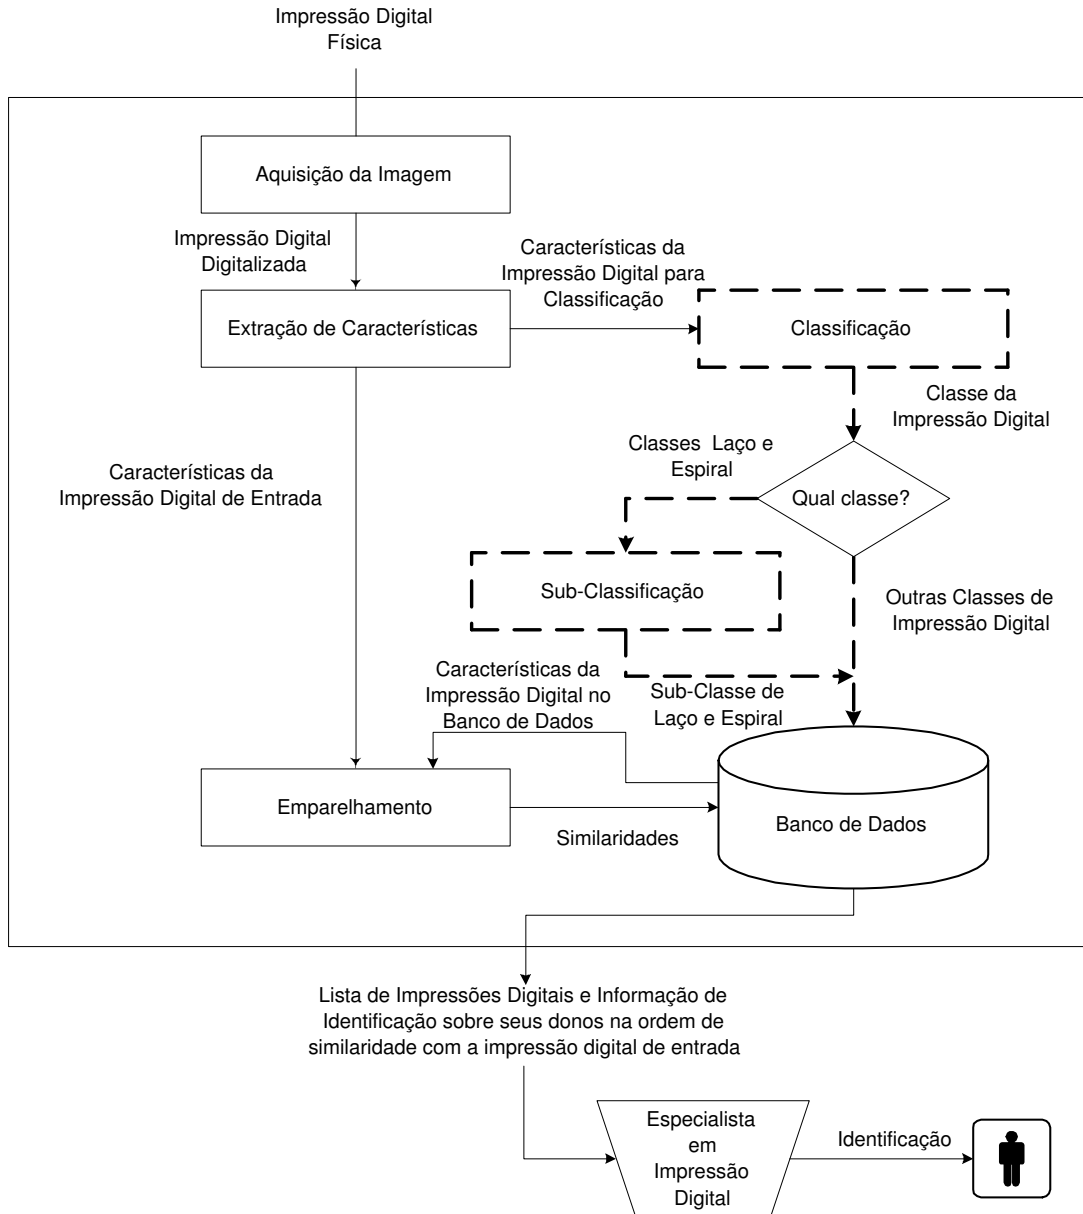 Impressão Digital
Física
Aquisição da Imagem
Impressão Digital
Digitalizada
Características da
Impressão Digital para
Classificação
Extração de Características
Classificação
Classe da
Impressão Digital
Classes Laço e
Espiral
Qual classe?
Características da
Impressão Digital de Entrada
Sub-Classificação
Outras Classes de
Impressão Digital
Características da
Impressão Digital no
Banco de Dados
Sub-Classe de
Laço e Espiral
Emparelhamento
Similaridades
Banco de Dados
Lista de Impressões Digitais e Informação de
Identificação sobre seus donos na ordem de
similaridade com a impressão digital de entrada
Especialista
em
Impressão
Digital
Identificação